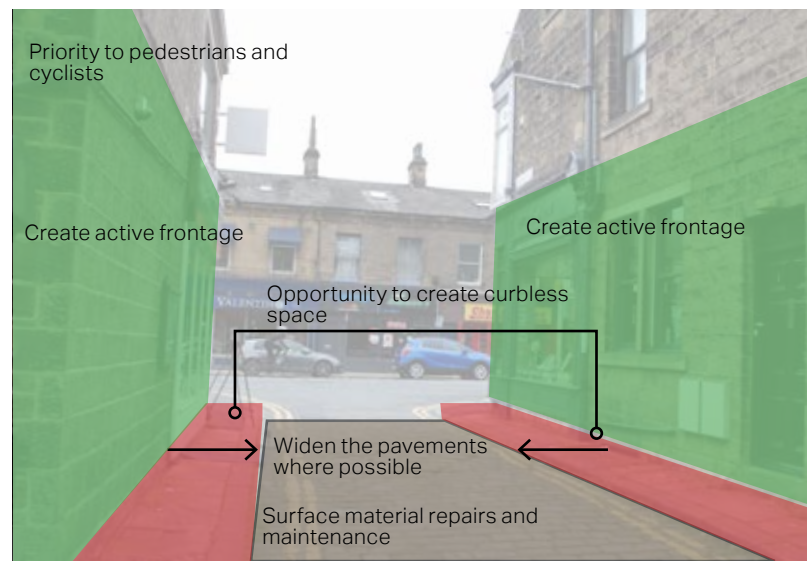 Priority to pedestrians and
cyclists
Create active frontage
Create active frontage
Opportunity to create curbless
space
VALENTI
Widen the pavements
where possible
Surface material repairs and
maintenance